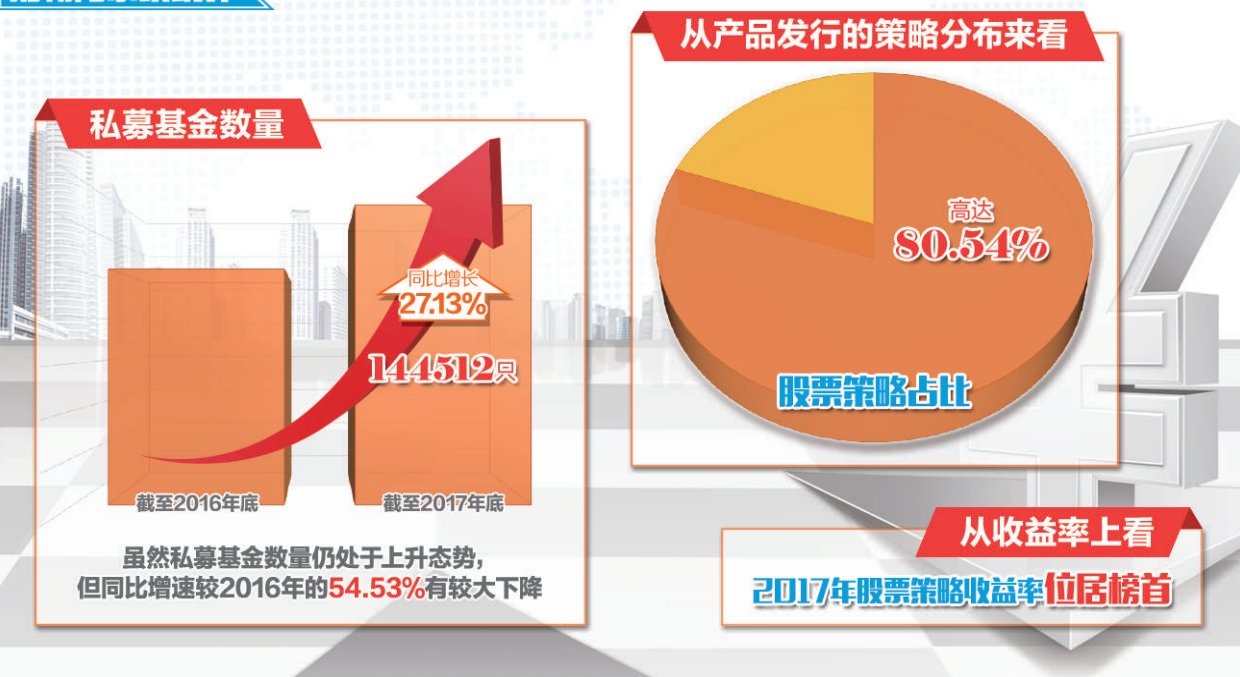 私募基金数量
同比增长
27.13%
144512只
截至2016年底
截至2017年底
虽然私募基金数量仍处于上升态势,
但同比增速较2016年的54.53%有较大下降
从产品发行的策略分布来看
高达
80.54%
股票策略占比
从收益率上看
2017年股票策略收益率位居榜首